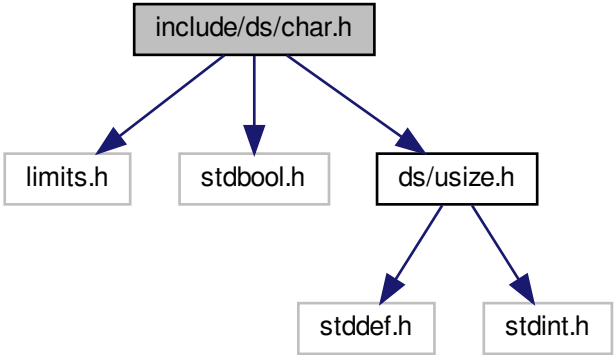 include/ds/char.h
limits.h
stdbool.h
ds/usize.h
stddef.h
stdint.h